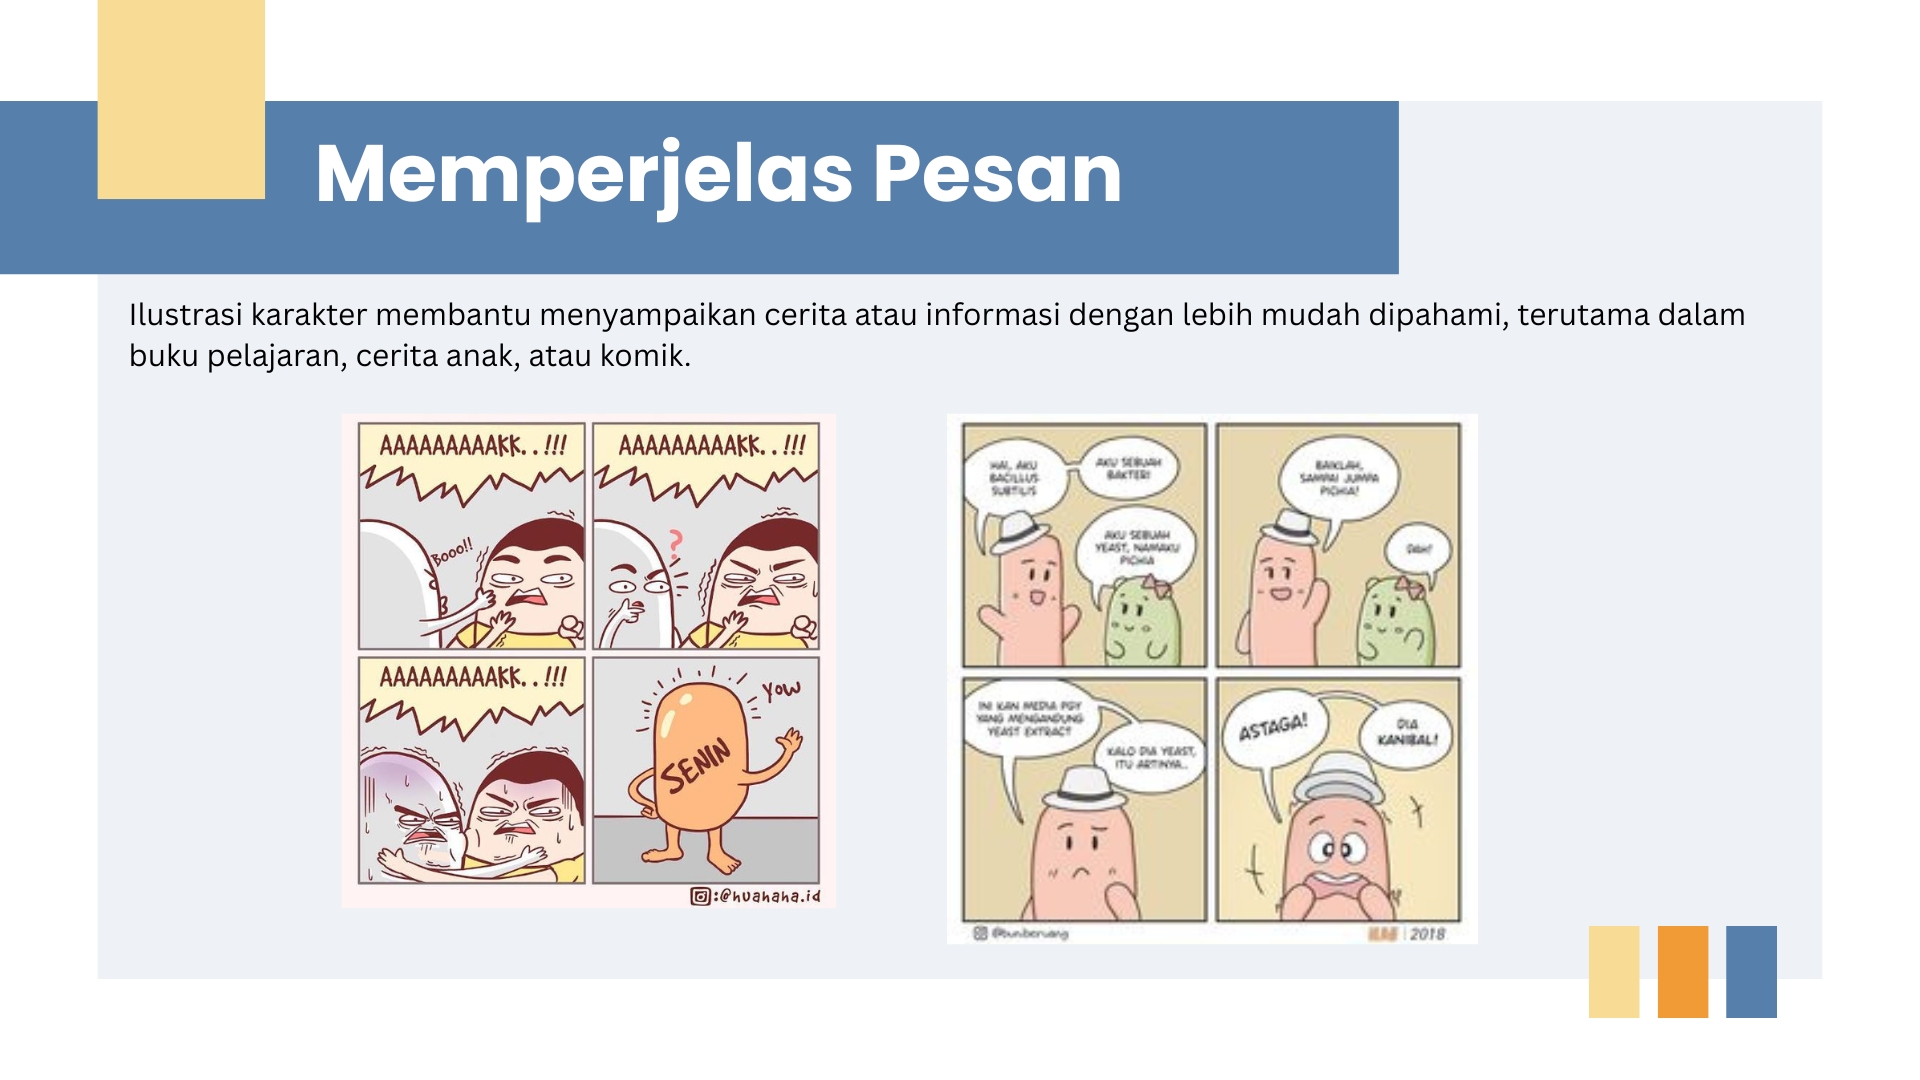 Memperjelas Pesan
Ilustrasi karakter membantu menyampaikan cerita atau informasi dengan lebih mudah dipahami, terutama dalam
buku pelajaran, cerita anak, atau komik.
AAAAAAAAAKK..!!!
BOOO!!
AAAAAAAAAKK..!!!
?
AAAAAAAAAKK..!!!
YOW
SENIN
:@huahaha.id
HAI, AKU
BACILLUS
SUBTILIS
AKU SEBUAH
BAKTERI
AKU SEBUAH
YEAST, NAMAKU
PICHIA
BAIKLAH,
SAMPAI JUMPA
PICHIA!
DAH!
INI KAN MEDIA PGY
YANG MENGANDUNG
YEAST EXTRACT
KALO DIA YEAST,
ITU ARTINYA..
ASTAGA!
DIA
KANIBAL!
@bunberuang
| 2018